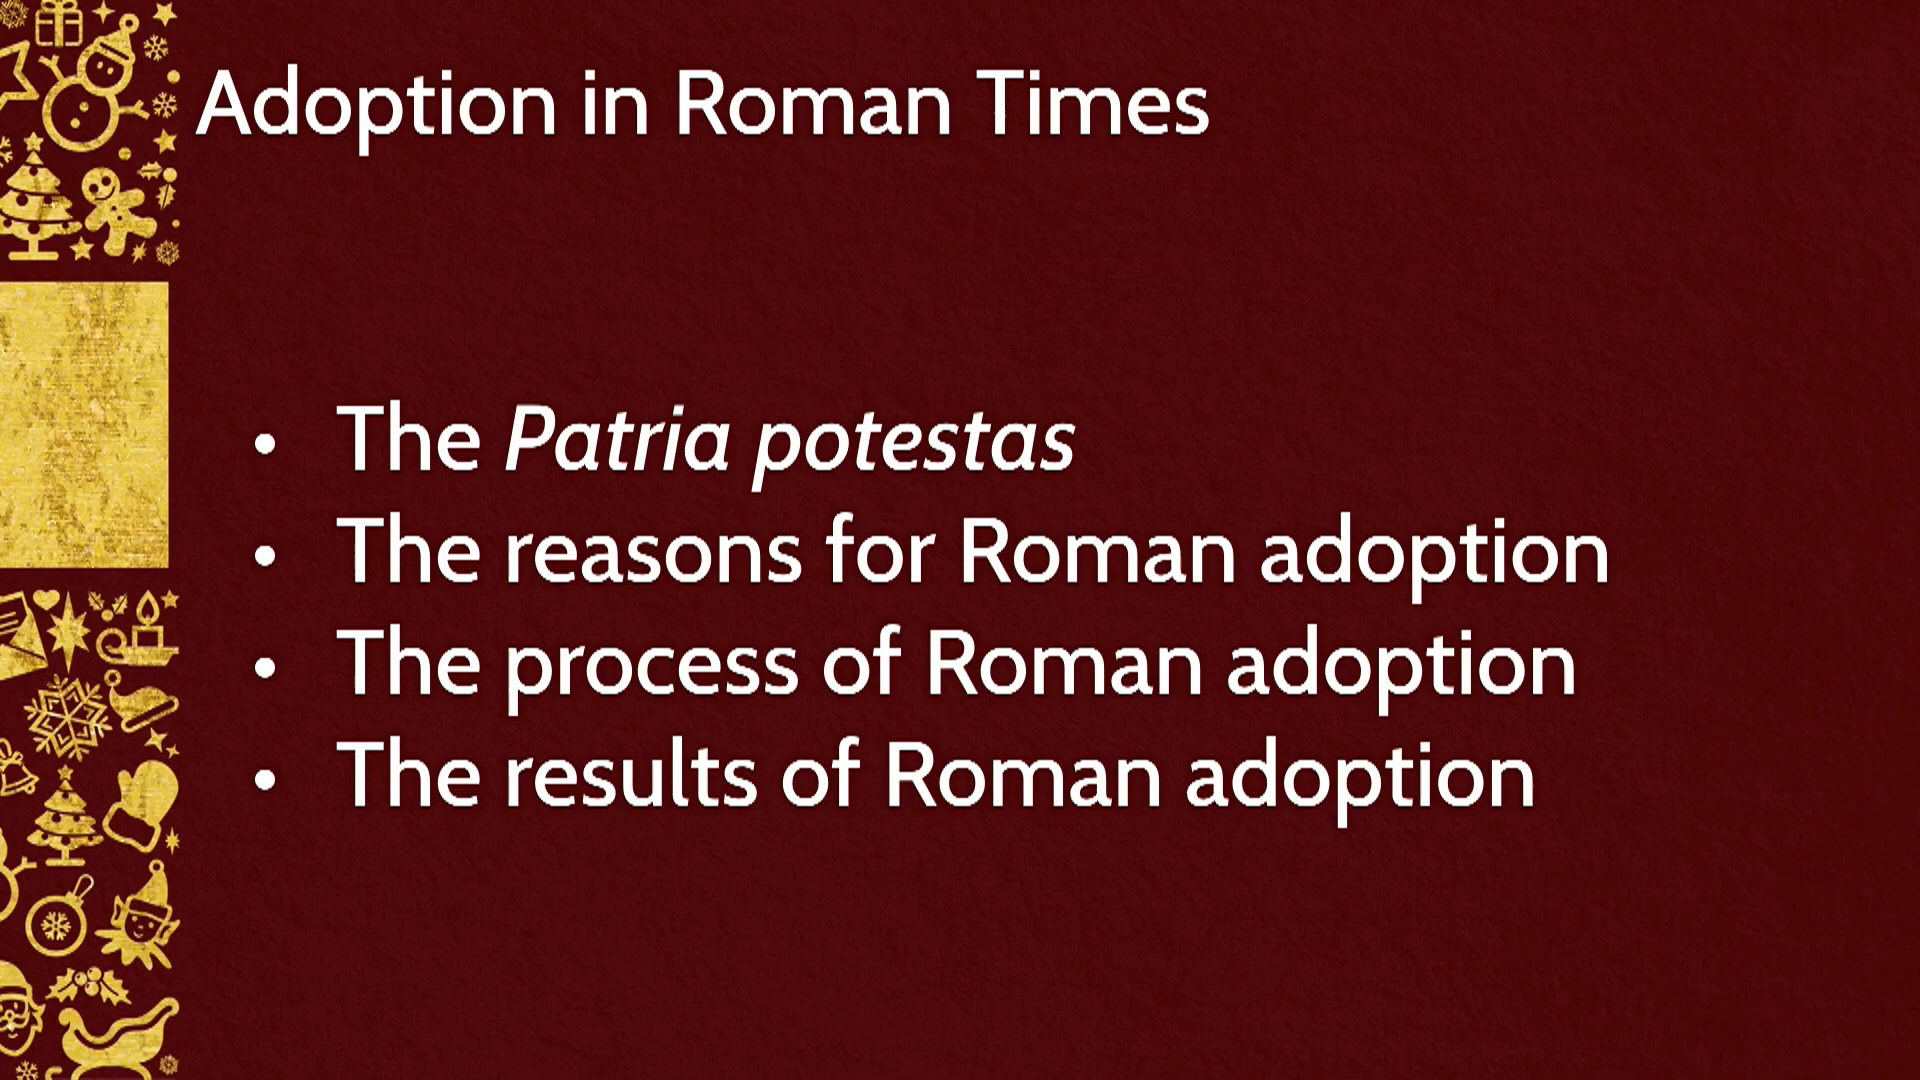 Adoption in Roman Times
• The Patria potestas
• The reasons for Roman adoption
• The process of Roman adoption
• The results of Roman adoption